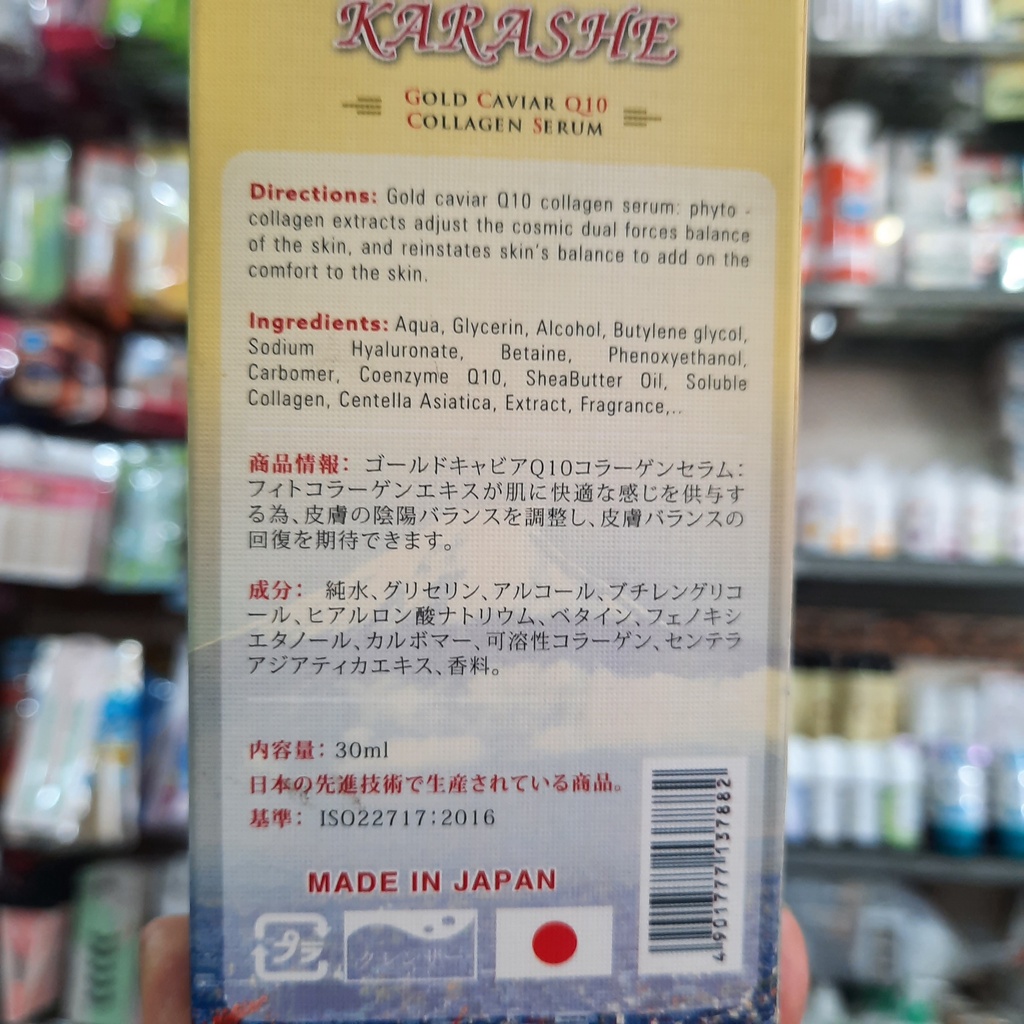 KARASHE
GOLD CAVIAR Q10
COLLAGEN SERUM
Directions: Gold caviar Q10 collagen serum: phyto -
collagen extracts adjust the cosmic dual forces balance
of the skin, and reinstates skin's balance to add on the
comfort to the skin.
Ingredients: Aqua, Glycerin, Alcohol, Butylene glycol,
Sodium Hyaluronate, Betaine, Phenoxyethanol,
Carbomer, Coenzyme Q10, SheaButter Oil, Soluble
Collagen, Centella Asiatica, Extract, Fragrance,..
商品情報: ゴールドキャビアQ10コラーゲンセラム:
フィトコラーゲンエキスが肌に快適な感じを供与す
る為、皮膚の陰陽バランスを調整し、皮膚バランスの
回復を期待できます。
成分: 純水、グリセリン、アルコール、ブチレングリコ
ール、ヒアルロン酸ナトリウム、ベタイン、フェノキシ
エタノール、カルボマー、可溶性コラーゲン、センテラ
アジアティカエキス、香料。
内容量: 30ml
日本の先進技術で生産されている商品。
基準: ISO22717:2016
MADE IN JAPAN
プラ
クレンザー
4901777137882